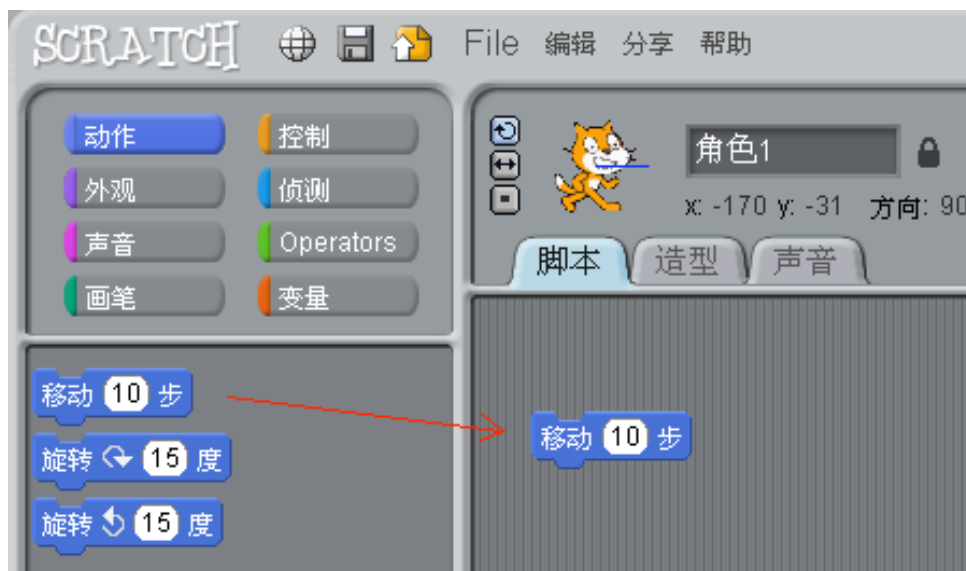 SCRATCH File 编辑 分享 帮助
动作 控制
外观 侦测
声音 Operators
画笔 变量
角色1
x: -170 y: -31 方向: 90
脚本 造型 声音
移动 10 步
旋转 15 度
旋转 15 度
移动 10 步